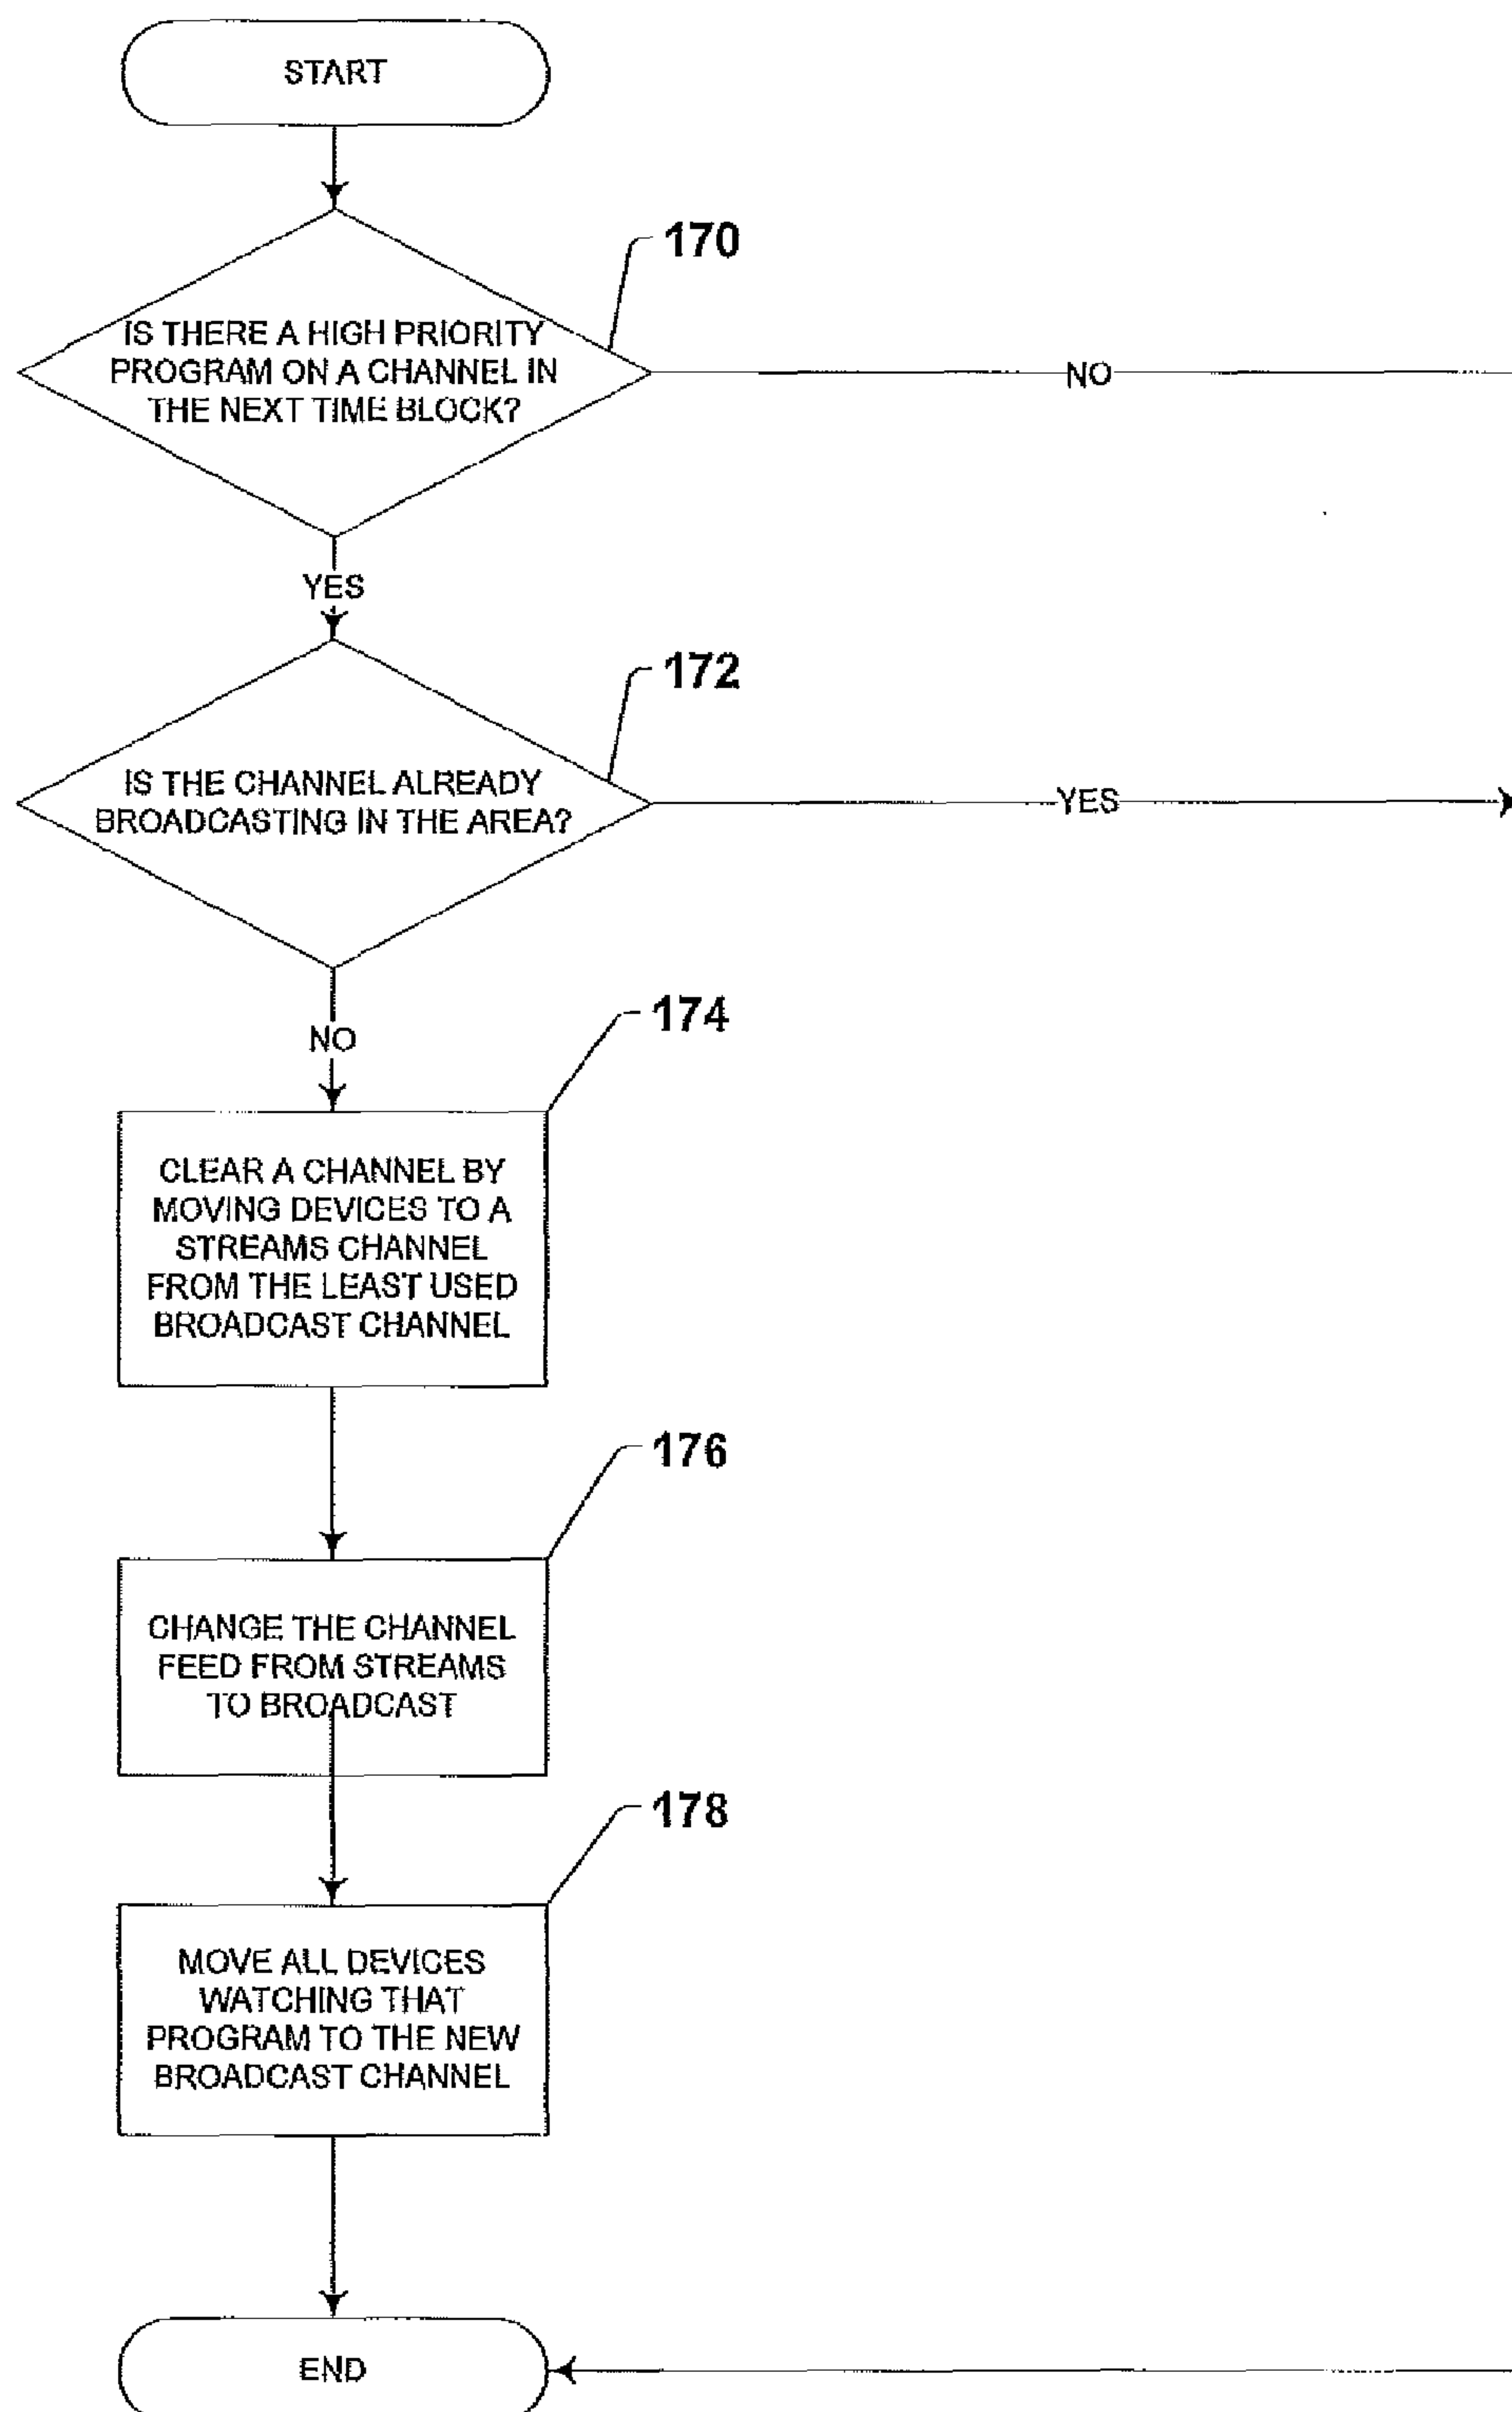 START
170
IS THERE A HIGH PRIORITY
PROGRAM ON A CHANNEL IN
THE NEXT TIME BLOCK?
NO
YES
172
IS THE CHANNEL ALREADY
BROADCASTING IN THE AREA?
YES
NO
174
CLEAR A CHANNEL BY
MOVING DEVICES TO A
STREAMS CHANNEL
FROM THE LEAST USED
BROADCAST CHANNEL
176
CHANGE THE CHANNEL
FEED FROM STREAMS
TO BROADCAST
178
MOVE ALL DEVICES
WATCHING THAT
PROGRAM TO THE NEW
BROADCAST CHANNEL
END